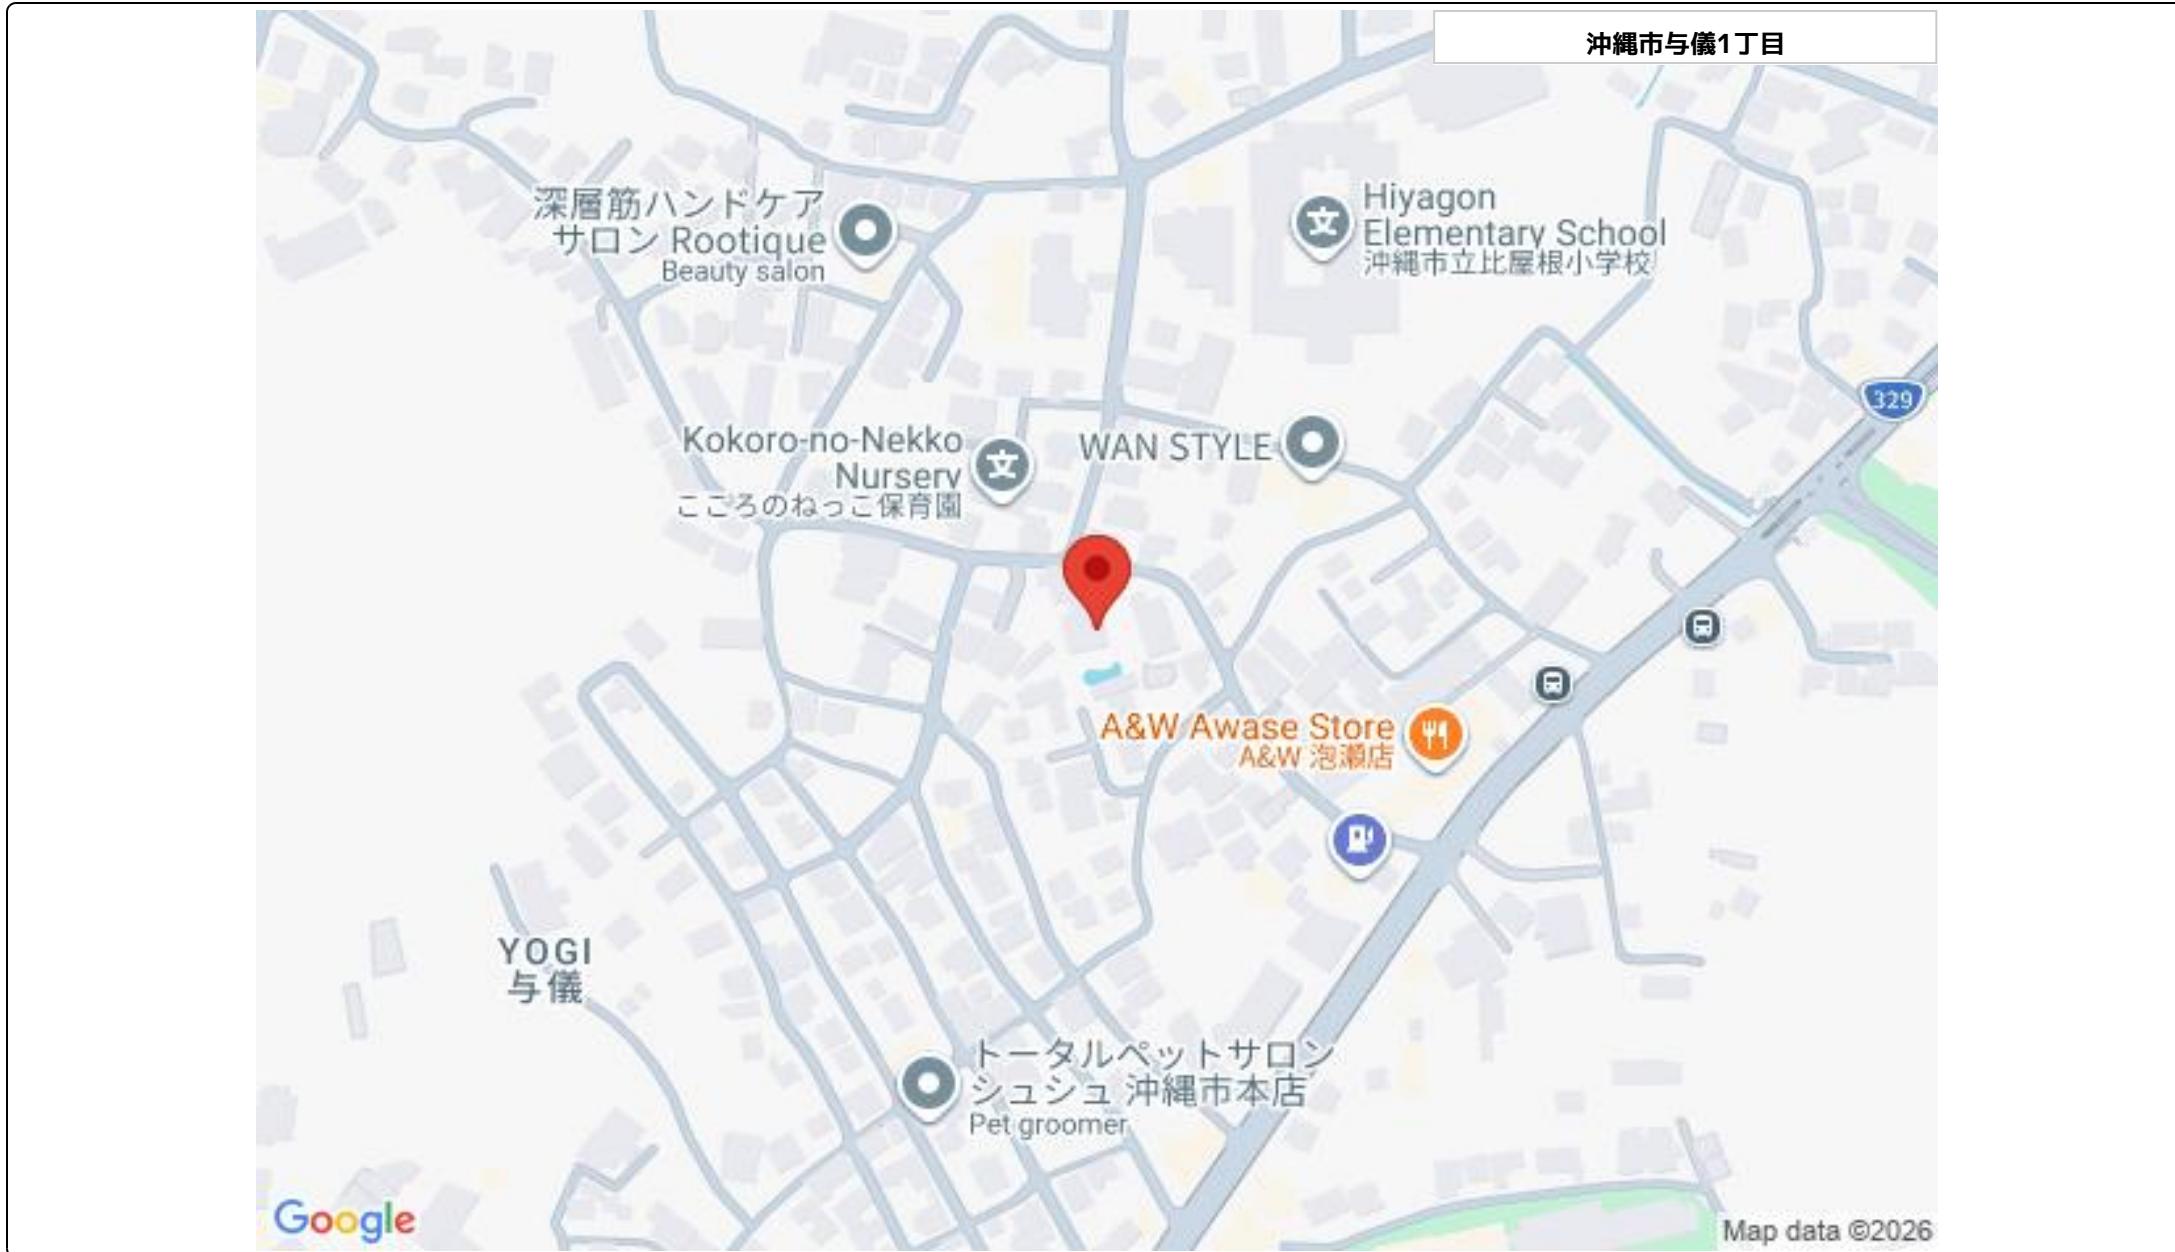 沖縄市与儀1丁目
深層筋ハンドケア
サロン Rootique
Beauty salon
文
Hiyagon
Elementary School
沖縄市立比屋根小学校
329
Kokoro-no-Nekko
Nursery
こころのねっこ保育園
文
WAN STYLE
A&W Awase Store
A&W 泡瀬店
YOGI
与儀
トータルペットサロン
シュシュ 沖縄市本店
Pet groomer
Google
Map data ©2026